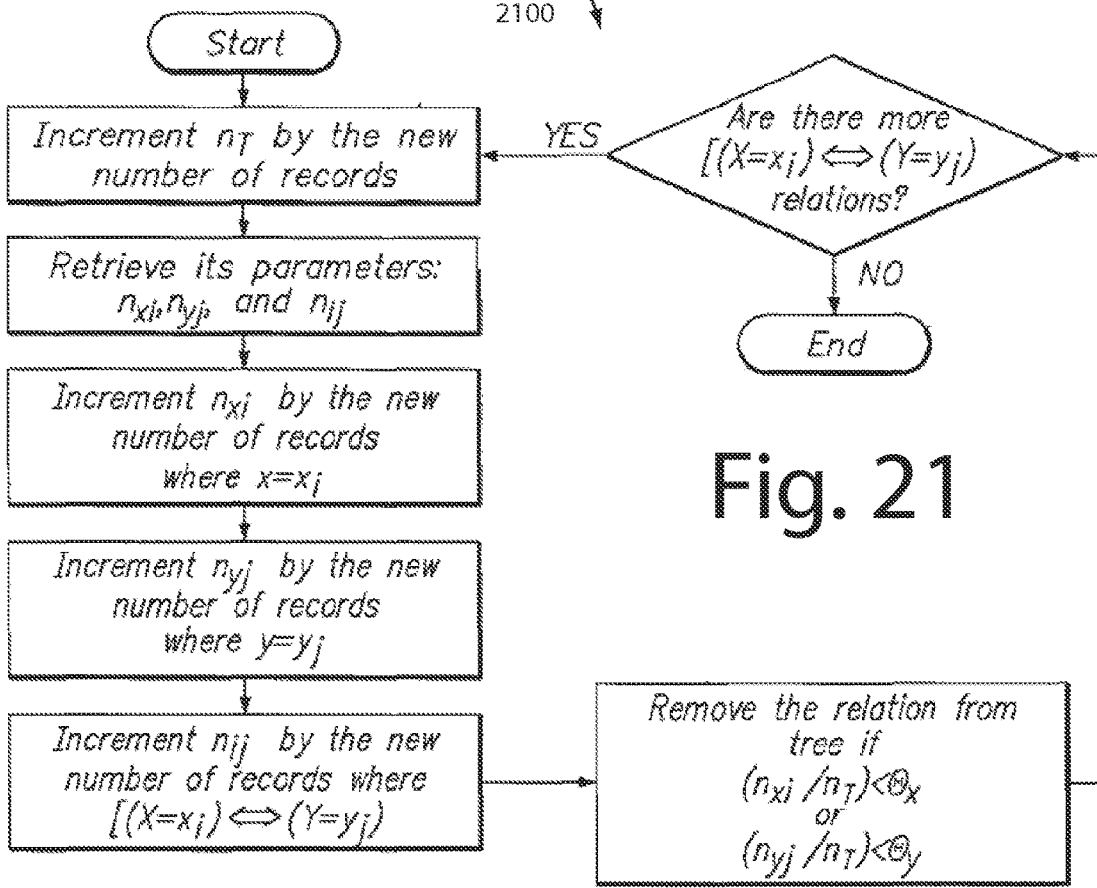 2100
Start
Increment n_T by the new
number of records
Retrieve its parameters:
n_xi, n_yj, and n_ij
Increment n_xi by the new
number of records
where x=x_i
Increment n_yj by the new
number of records
where y=y_j
Increment n_ij by the new
number of records where
[(X=x_i) ⇔ (Y=y_j)
Remove the relation from
tree if
(n_xi /n_T)<Θ_x
or
(n_yj /n_T)<Θ_y
Are there more
[(X=x_i) ⇔ (Y=y_j)
relations?
YES
NO
End
Fig. 21